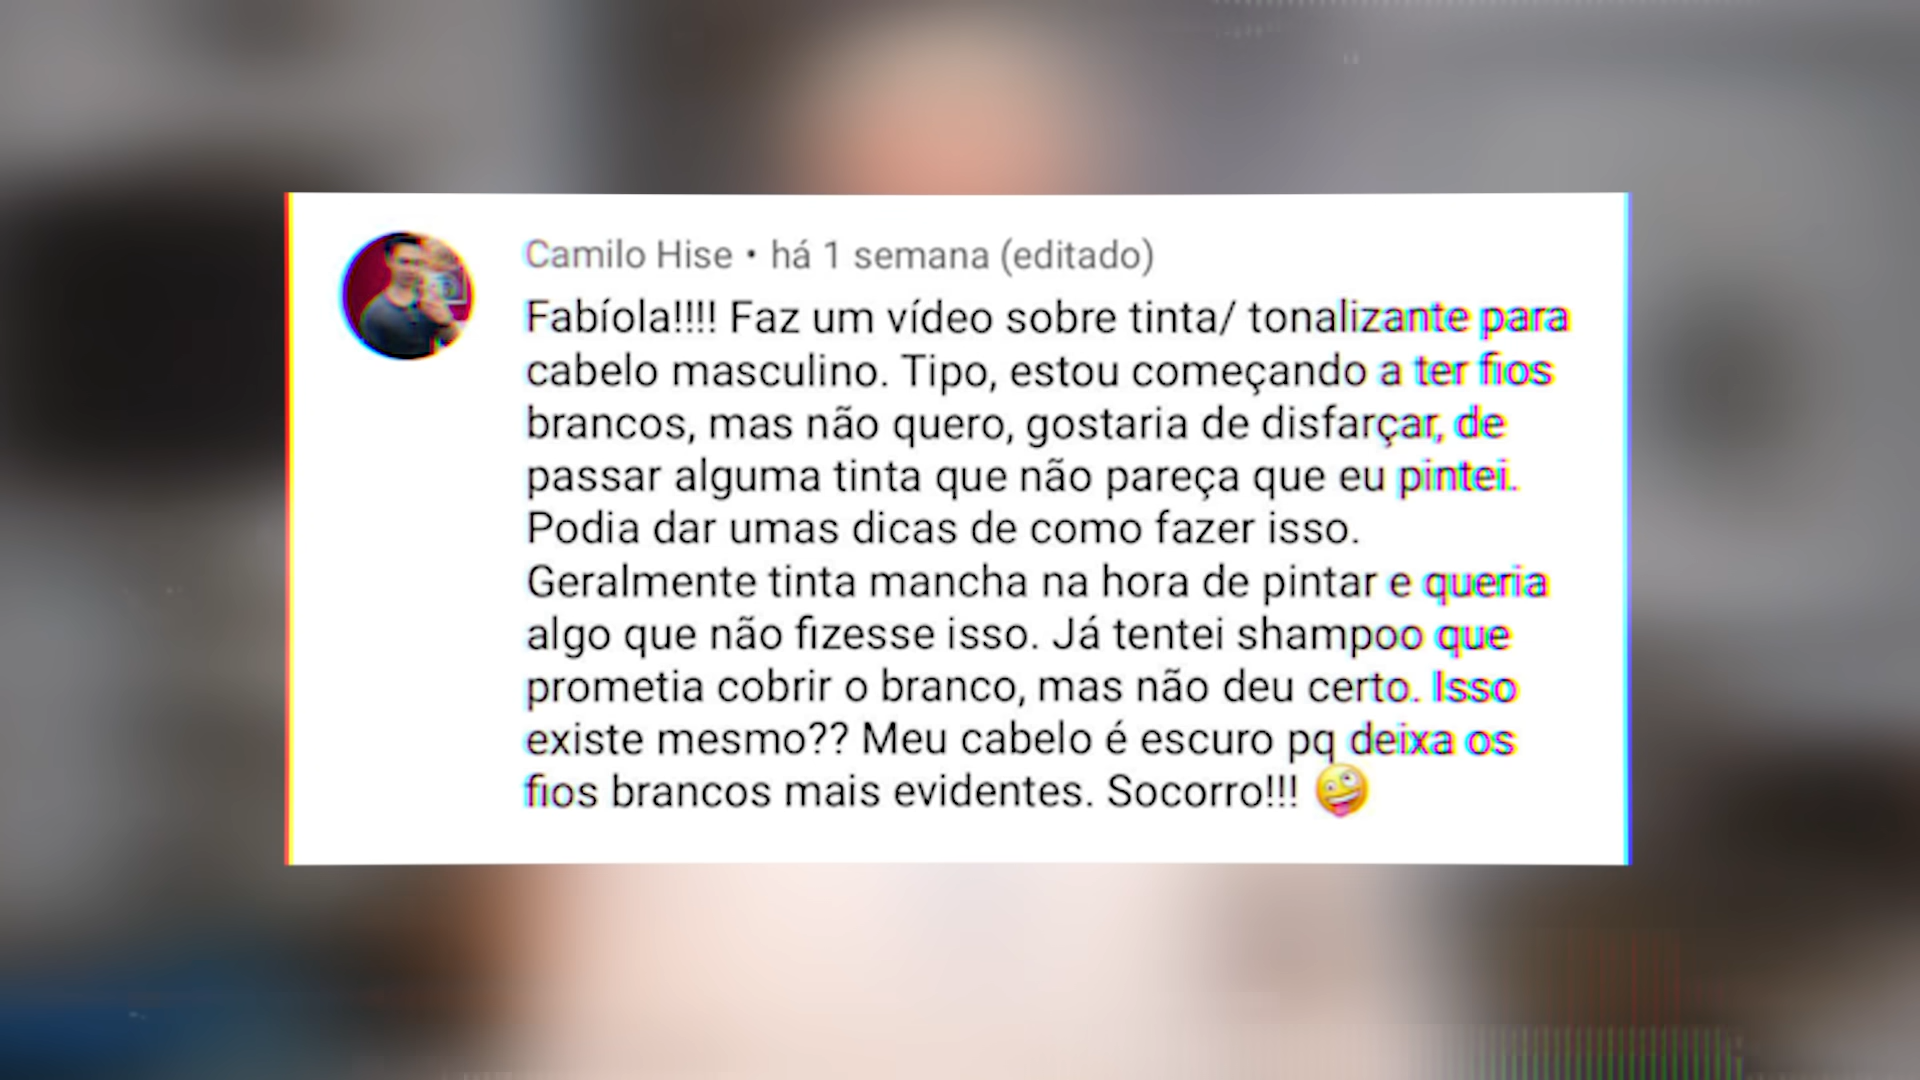 Camilo Hise • há 1 semana (editado)
Fabíola!!!! Faz um vídeo sobre tinta/ tonalizante para
cabelo masculino. Tipo, estou começando a ter fios
brancos, mas não quero, gostaria de disfarçar, de
passar alguma tinta que não pareça que eu pintei.
Podia dar umas dicas de como fazer isso.
Geralmente tinta mancha na hora de pintar e queria
algo que não fizesse isso. Já tentei shampoo que
prometia cobrir o branco, mas não deu certo. Isso
existe mesmo?? Meu cabelo é escuro pq deixa os
fios brancos mais evidentes. Socorro!!! 🤪